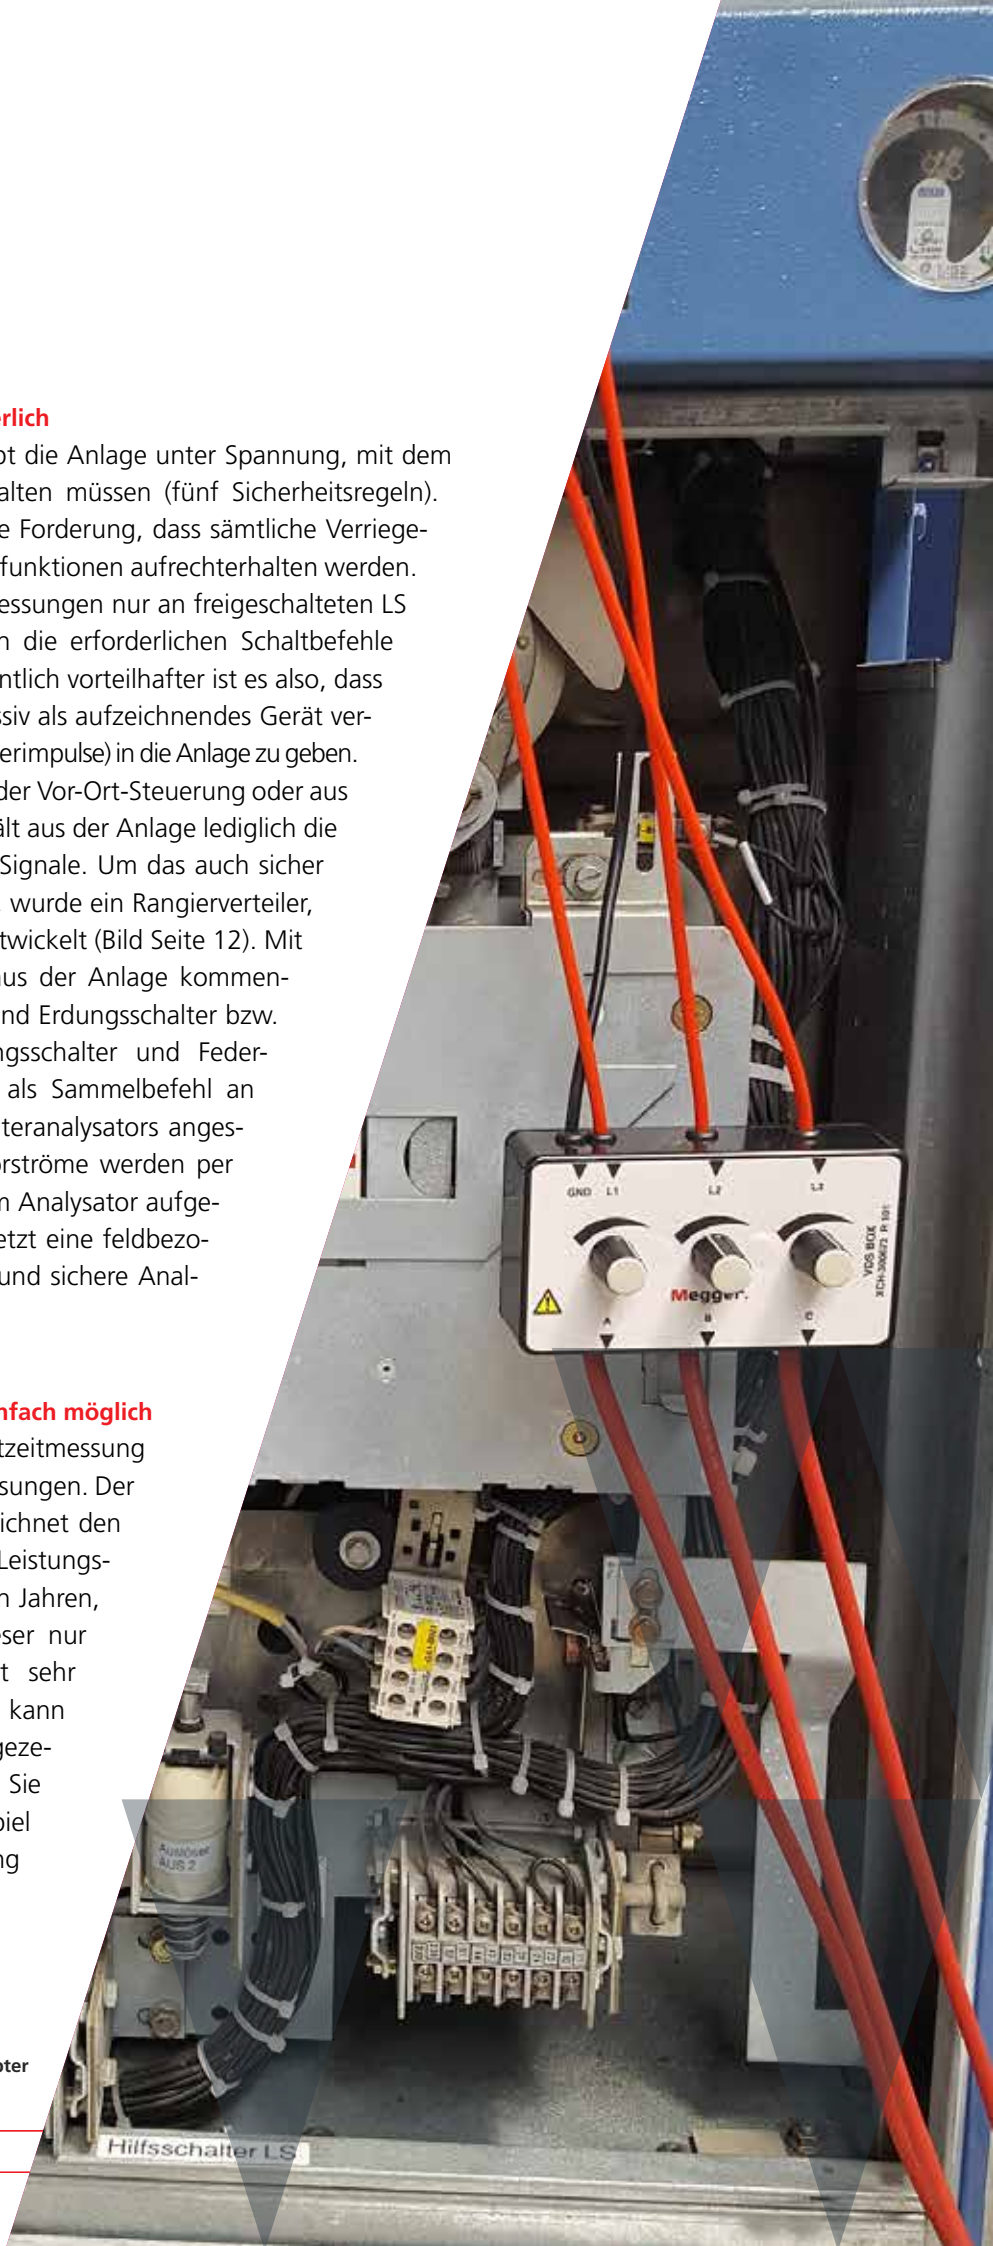 erlich
bt die Anlage unter Spannung, mit dem
alten müssen (fünf Sicherheitsregeln).
e Forderung, dass sämtliche Verriege-
funktionen aufrechterhalten werden.
essungen nur an freigeschalteten LS
n die erforderlichen Schaltbefehle
ntlich vorteilhafter ist es also, dass
ssiv als aufzeichnendes Gerät ver-
erimpulse) in die Anlage zu geben.
der Vor-Ort-Steuerung oder aus
ält aus der Anlage lediglich die
Signale. Um das auch sicher
wurde ein Rangierverteiler,
twickelt (Bild Seite 12). Mit
aus der Anlage kommen-
nd Erdungsschalter bzw.
ngsschalter und Feder-
als Sammelbefehl an
teranalysators anges-
orströme werden per
m Analysator aufge-
etzt eine feldbezo-
und sichere Anal-
nfach möglich
tzeitmessung
sungen. Der
ichnet den
Leistungs-
n Jahren,
eser nur
t sehr
kann
geze-
Sie
piel
ng
pter
GND L1 L2 L3
VDS BOX
Megger.
A B C
Auslöser
AUS 2
Hilfsschalter LS